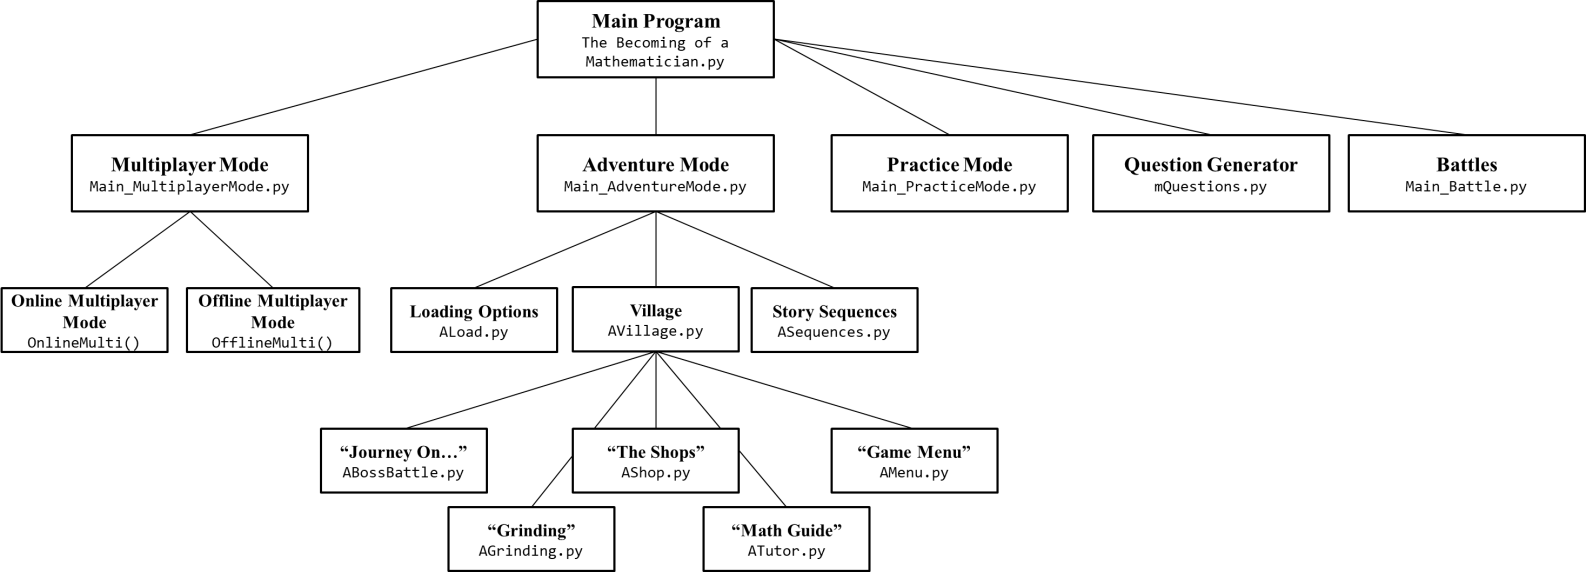 Main Program
The Becoming of a
Mathematician.py
Multiplayer Mode
Main_MultiplayerMode.py
Adventure Mode
Main_AdventureMode.py
Practice Mode
Main_PracticeMode.py
Question Generator
mQuestions.py
Battles
Main_Battle.py
Online Multiplayer
Mode
OnlineMulti()
Offline Multiplayer
Mode
OfflineMulti()
Loading Options
ALoad.py
Village
AVillage.py
Story Sequences
ASequences.py
“Journey On…”
ABossBattle.py
“The Shops”
AShop.py
“Game Menu”
AMenu.py
“Grinding”
AGrinding.py
“Math Guide”
ATutor.py